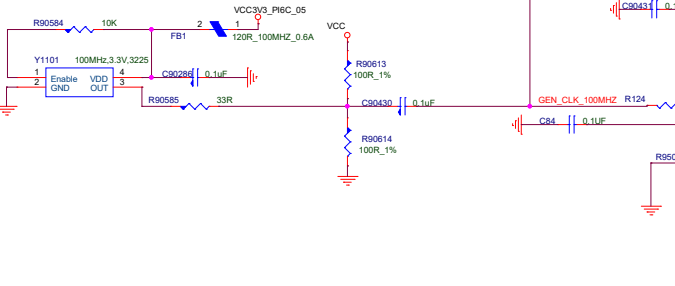 VCC3V3_PI6C_05
C90431
R90584
10K
2
1
VCC
FB1
120R_100MHZ_0.6A
Y1101
100MHz,3.3V,3225
R90613
100R_1%
1
Enable
VDD
4
C90286
0.1uF
2
GND
OUT
3
R90585
33R
C90430
0.1uF
GEN_CLK_100MHZ
R124
C84
0.1UF
R90614
100R_1%